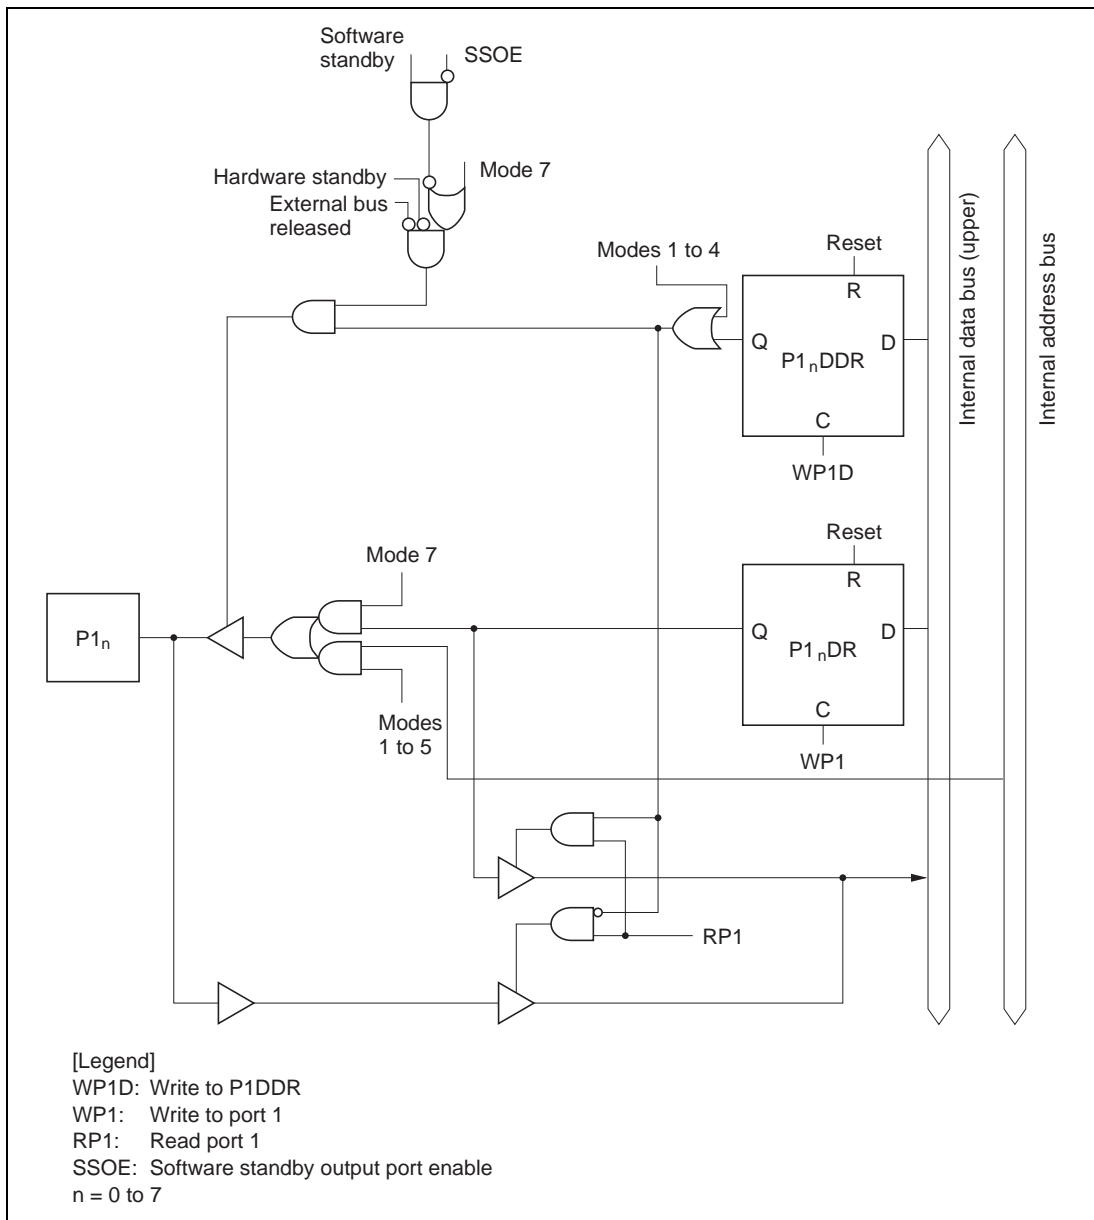 Software
standby
SSOE
Mode 7
Hardware standby
External bus
released
Modes 1 to 4
Reset
R
Q
D
P1nDDR
C
WP1D
Internal data bus (upper)
Internal address bus
Mode 7
Reset
R
P1n
Q
D
P1nDR
C
Modes
1 to 5
WP1
RP1
[Legend]
WP1D: Write to P1DDR
WP1: Write to port 1
RP1: Read port 1
SSOE: Software standby output port enable
n = 0 to 7